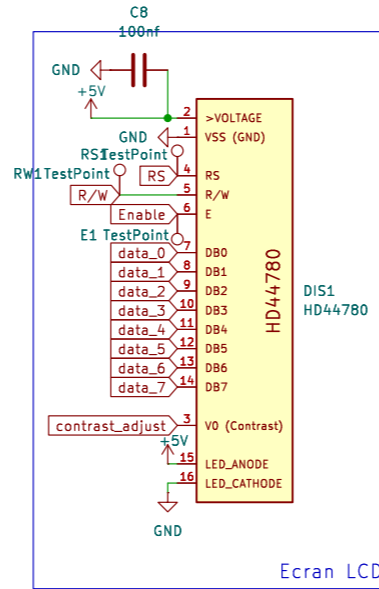 C8
100nf
GND
+5V
2 >VOLTAGE
GND 1 VSS (GND)
RS1TestPoint
RS 4 RS
RW1TestPoint
R/W 5 R/W
Enable 6 E
E1 TestPoint
data_0 7 DB0
data_1 8 DB1
data_2 9 DB2
data_3 10 DB3
data_4 11 DB4
data_5 12 DB5
data_6 13 DB6
data_7 14 DB7
HD44780
DIS1
HD44780
contrast_adjust 3 V0 (Contrast)
+5V
15 LED_ANODE
16 LED_CATHODE
GND
Ecran LCD